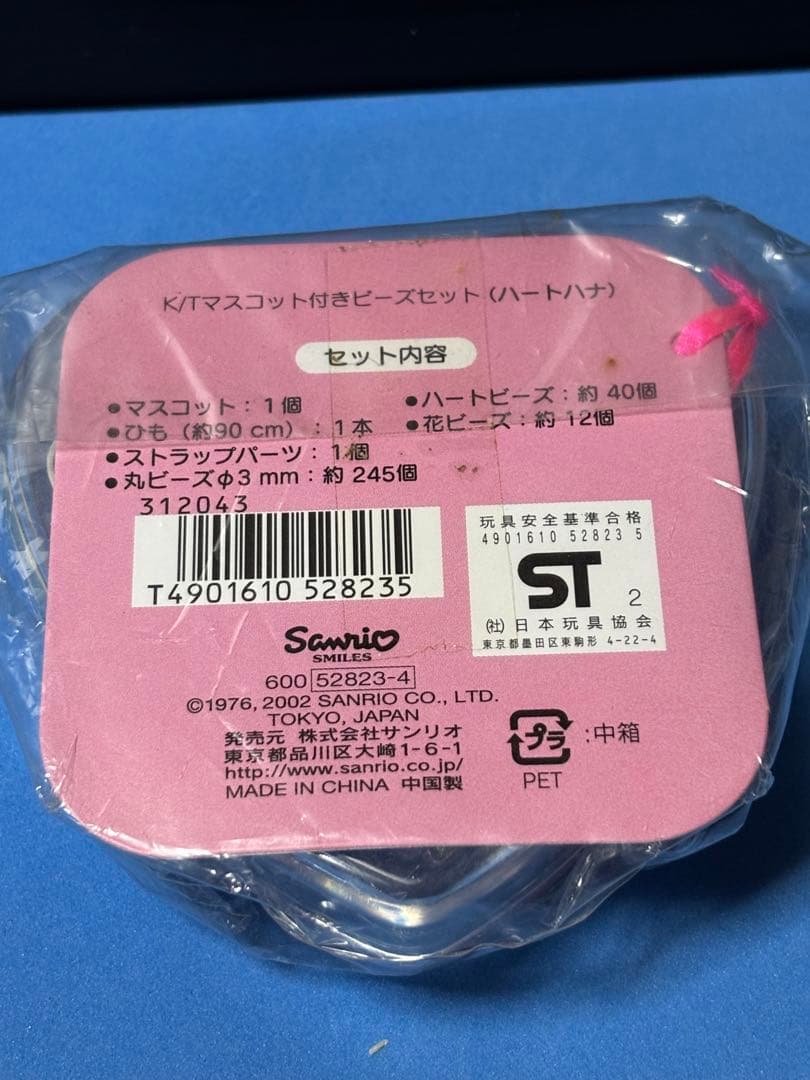 K/Tマスコット付きビーズセット(ハートハナ)
セット内容
●マスコット：1個
●ひも（約90 cm）：1本
●ストラップパーツ：1個
●丸ビーズφ3 mm：約 245個
●ハートビーズ：約 40個
●花ビーズ：約 12個
312043
T4901610 528235
玩具安全基準合格
4901610 52823 5
ST 2
(社)日本玩具協会
東京都墨田区東駒形 4-22-4
Sanrio
SMILES
600 52823-4
©1976, 2002 SANRIO CO., LTD.
TOKYO, JAPAN
発売元 株式会社サンリオ
東京都品川区大崎1-6-1
http://www.sanrio.co.jp/
MADE IN CHINA 中国製
プラ :中箱
PET